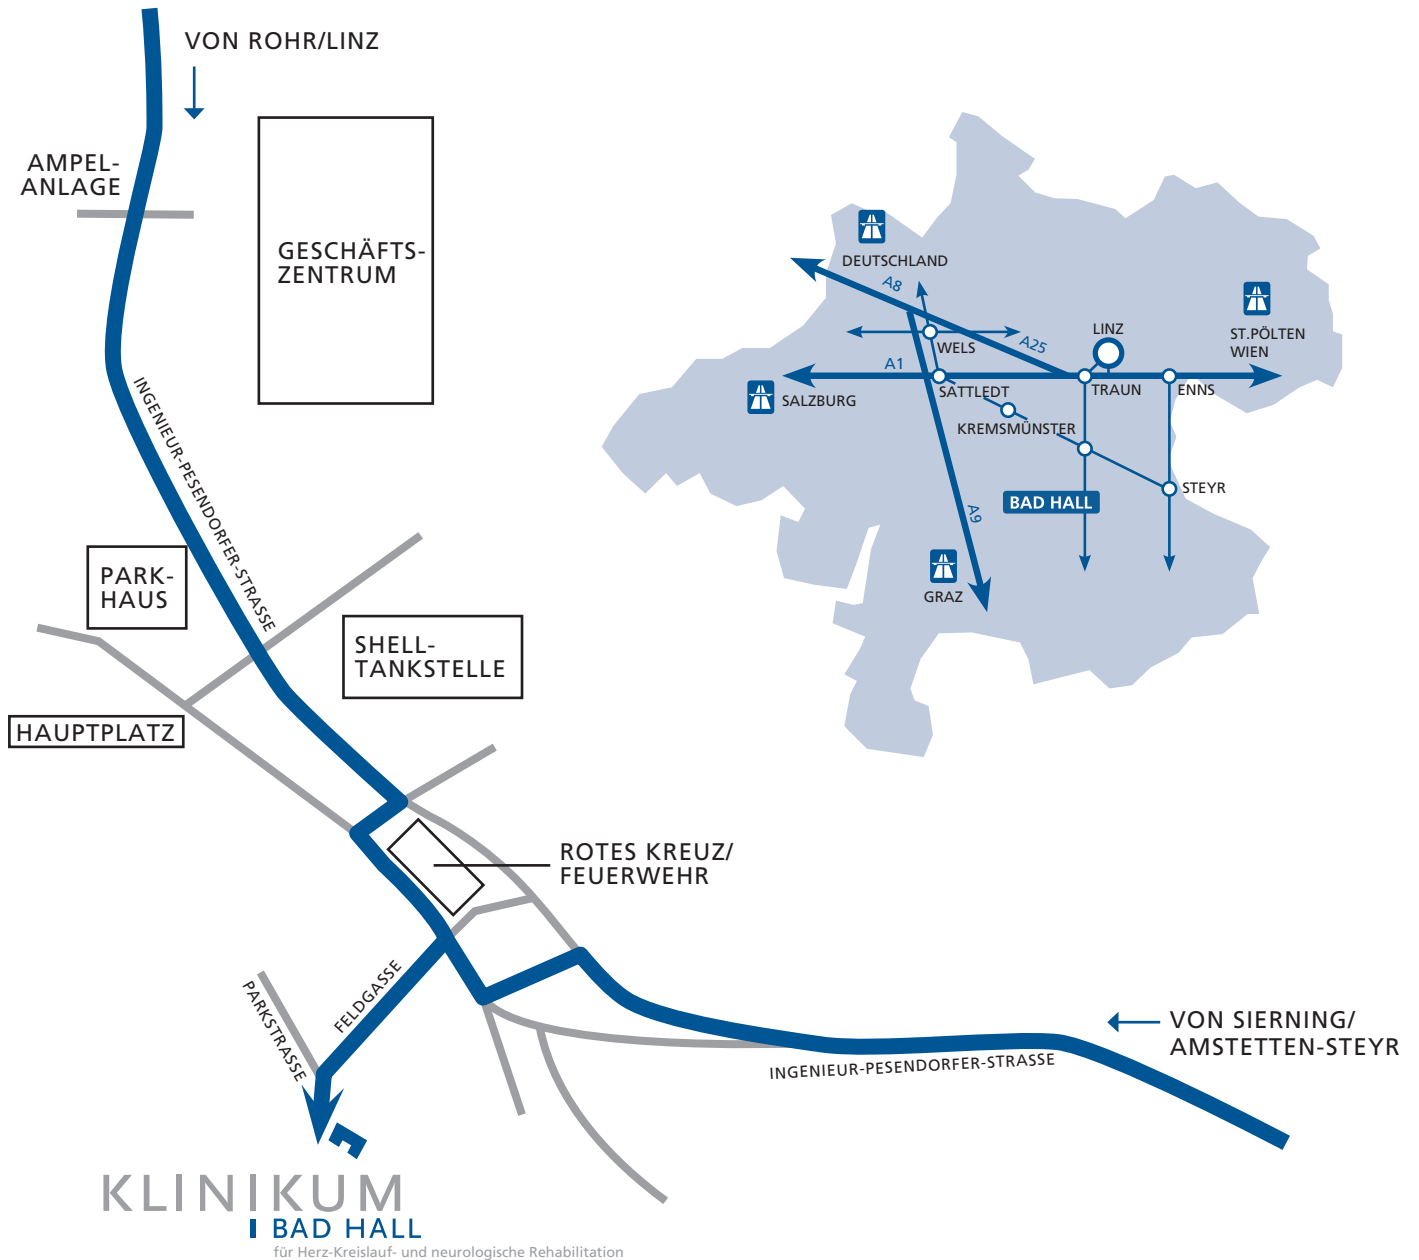 VON ROHR/LINZ
AMPEL-
ANLAGE
GESCHÄFTS-
ZENTRUM
INGENIEUR-PESENDORFER-STRASSE
PARK-
HAUS
SHELL-
TANKSTELLE
HAUPTPLATZ
ROTES KREUZ/
FEUERWEHR
FELDGASSE
PARKSTRASSE
VON SIERNING/
AMSTETTEN-STEYR
INGENIEUR-PESENDORFER-STRASSE
KLINIKUM
BAD HALL
für Herz-Kreislauf- und neurologische Rehabilitation
DEUTSCHLAND
A8
LINZ
ST.PÖLTEN
WIEN
WELS
A25
A1
SALZBURG
SATTLEDT
TRAUN
ENNS
KREMSMÜNSTER
STEYR
BAD HALL
A9
GRAZ